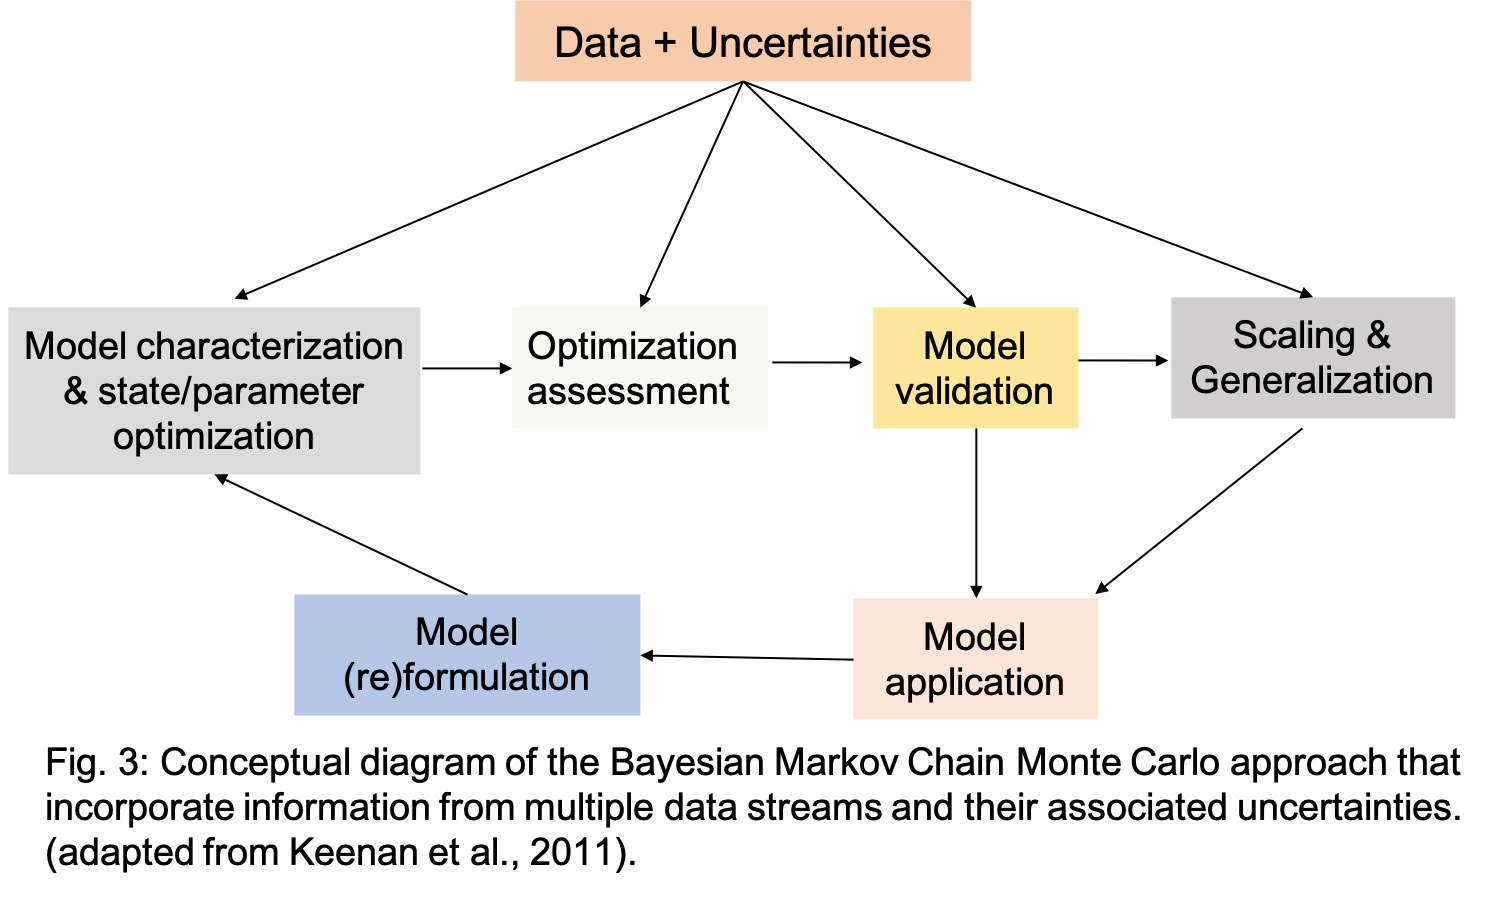 Data + Uncertainties
Model characterization
& state/parameter
optimization
Optimization
assessment
Model
validation
Scaling &
Generalization
Model
(re)formulation
Model
application
Fig. 3: Conceptual diagram of the Bayesian Markov Chain Monte Carlo approach that
incorporate information from multiple data streams and their associated uncertainties.
(adapted from Keenan et al., 2011).